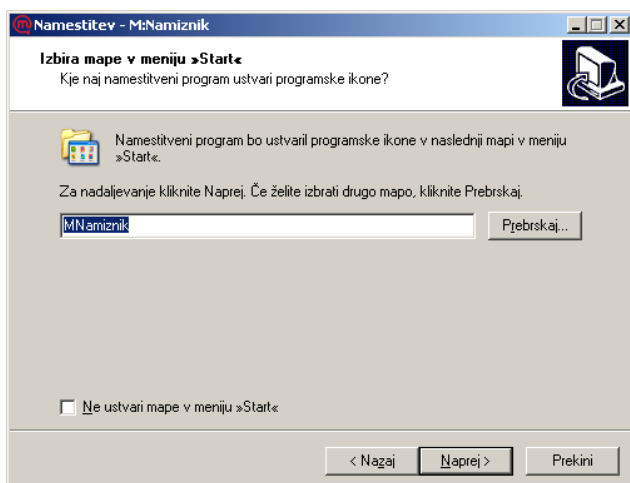 Namestitev - M:Namiznik
Izbira mape v meniju »Start«
Kje naj namestitveni program ustvari programske ikone?
Namestitveni program bo ustvaril programske ikone v naslednji mapi v meniju
»Start«.
Za nadaljevanje kliknite Naprej. Če želite izbrati drugo mapo, kliknite Prebrskaj.
MNamiznik
Prebrskaj...
Ne ustvari mape v meniju »Start«
< Nazaj
Naprej >
Prekini